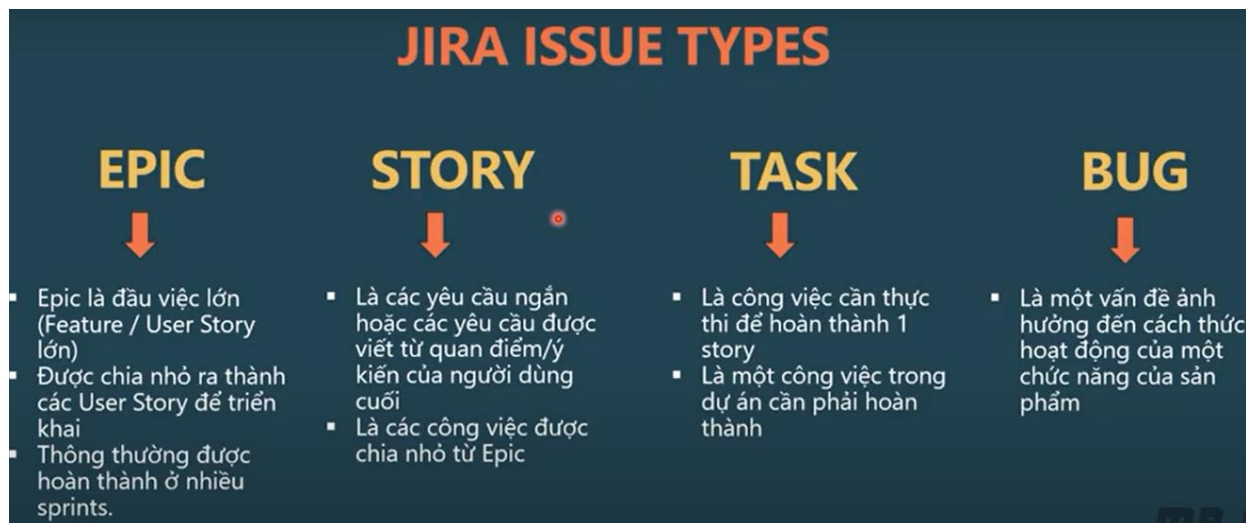 JIRA ISSUE TYPES
EPIC
▪ Epic là đầu việc lớn
(Feature / User Story
lớn)
▪ Được chia nhỏ ra thành
các User Story để triển
khai
▪ Thông thường được
hoàn thành ở nhiều
sprints.
STORY
▪ Là các yêu cầu ngắn
hoặc các yêu cầu được
viết từ quan điểm/ý
kiến của người dùng
cuối
▪ Là các công việc được
chia nhỏ từ Epic
TASK
▪ Là công việc cần thực
thi để hoàn thành 1
story
▪ Là một công việc trong
dự án cần phải hoàn
thành
BUG
▪ Là một vấn đề ảnh
hưởng đến cách thức
hoạt động của một
chức năng của sản
phẩm